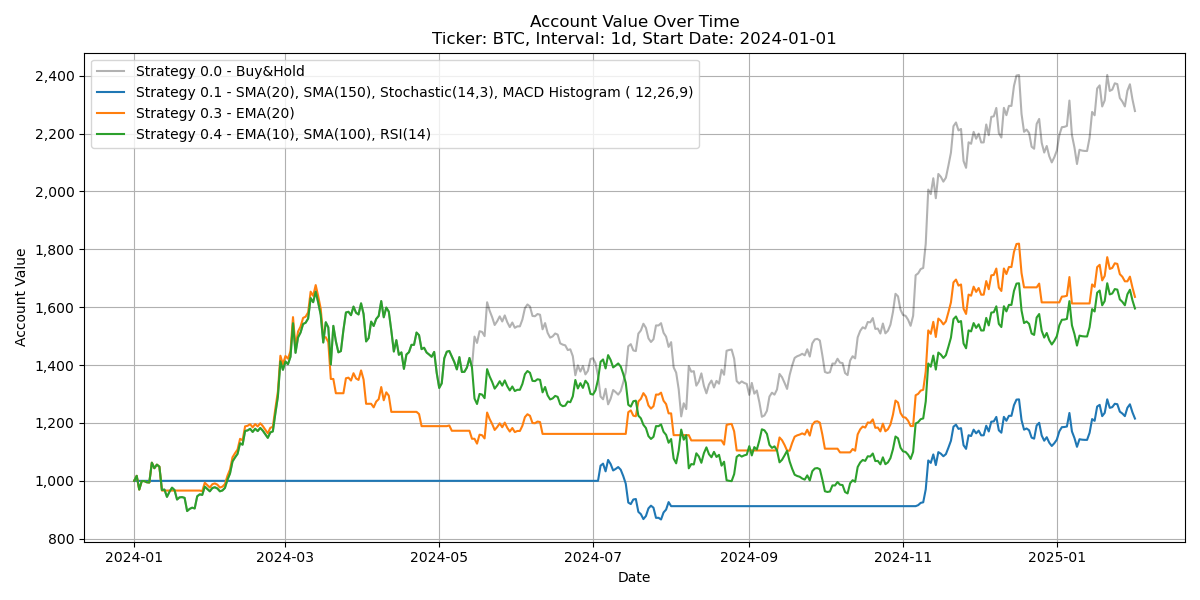 Account Value Over Time
Ticker: BTC, Interval: 1d, Start Date: 2024-01-01
Strategy 0.0 - Buy&Hold
Strategy 0.1 - SMA(20), SMA(150), Stochastic(14,3), MACD Histogram ( 12,26,9)
Strategy 0.3 - EMA(20)
Strategy 0.4 - EMA(10), SMA(100), RSI(14)
Account Value
2,400
2,200
2,000
1,800
1,600
1,400
1,200
1,000
800
2024-01
2024-03
2024-05
2024-07
2024-09
2024-11
2025-01
Date